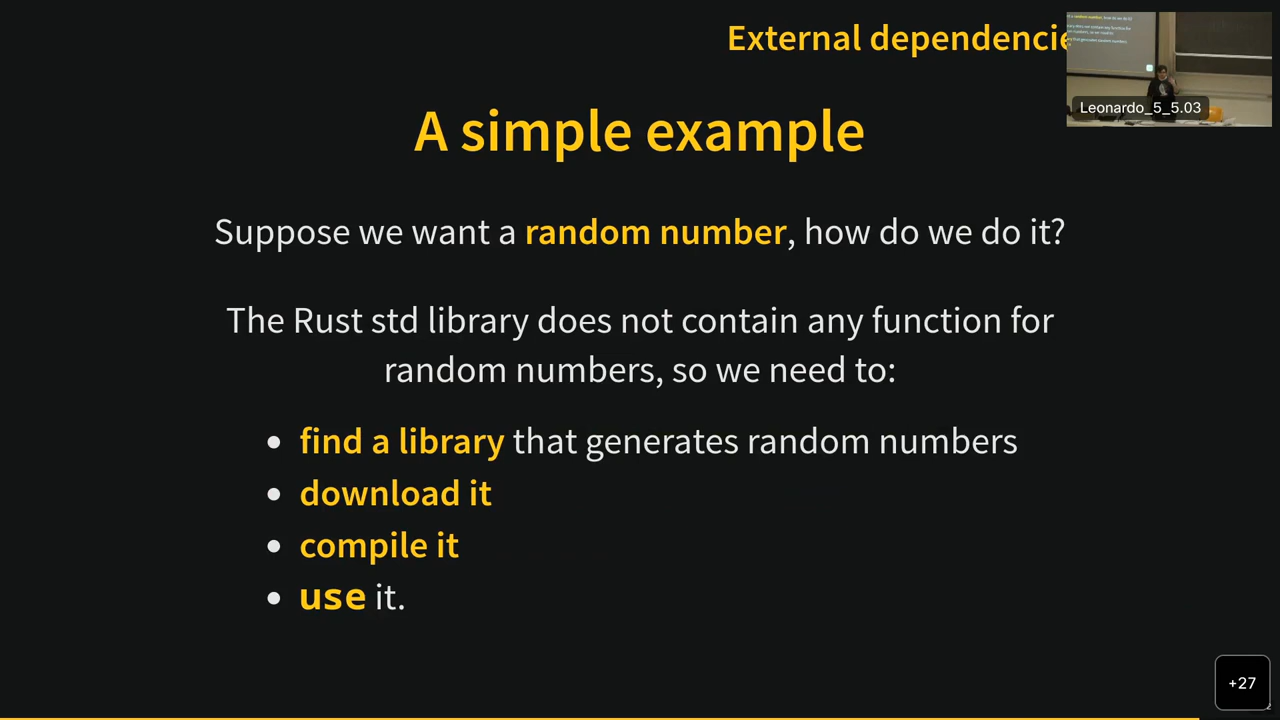 External dependencie
A simple example
Suppose we want a random number, how do we do it?
The Rust std library does not contain any function for
random numbers, so we need to:
• find a library that generates random numbers
• download it
• compile it
• use it.
Leonardo_5_5.03
+27